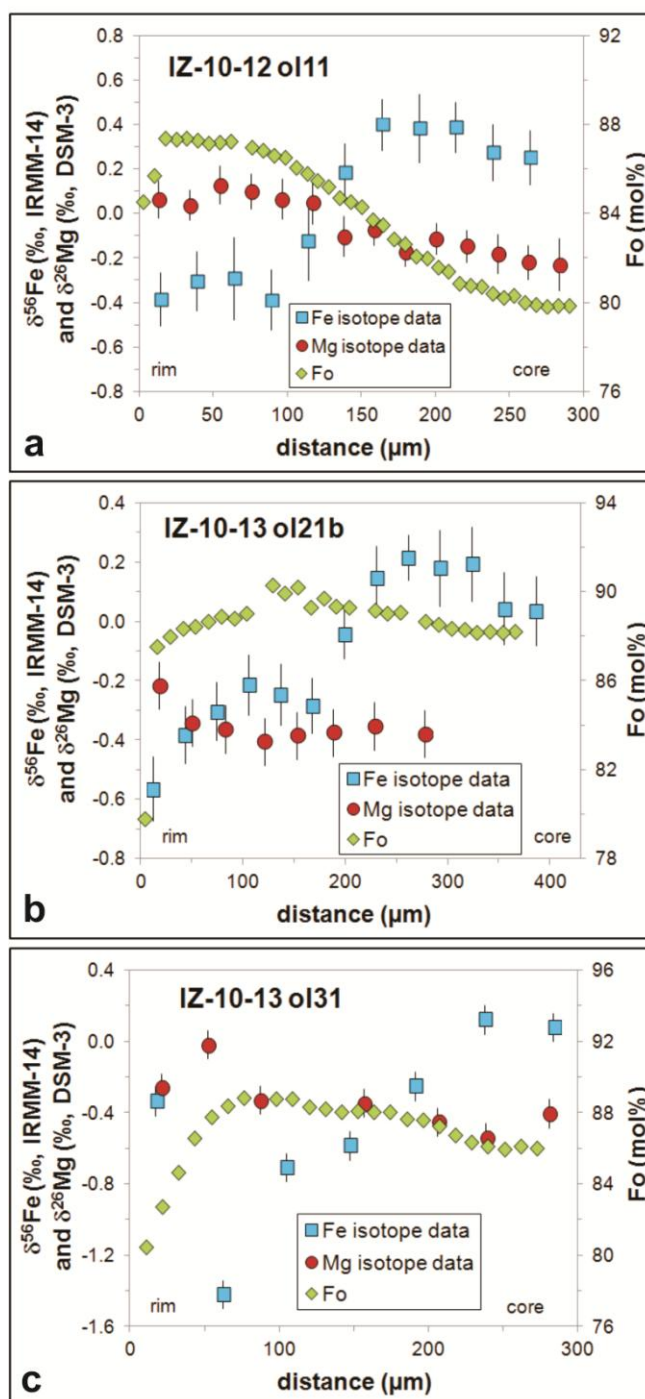 IZ-10-12 ol11
δ⁵⁶Fe (‰, IRMM-14)
and δ²⁶Mg (‰, DSM-3)
0.8
0.6
0.4
0.2
0.0
-0.2
-0.4
-0.6
-0.8
92
88
84
80
76
Fo (mol%)
Fe isotope data
Mg isotope data
Fo
rim
core
0 50 100 150 200 250 300
distance (µm)
a
IZ-10-13 ol21b
δ⁵⁶Fe (‰, IRMM-14)
and δ²⁶Mg (‰, DSM-3)
0.4
0.2
0.0
-0.2
-0.4
-0.6
-0.8
94
90
86
82
78
Fo (mol%)
Fe isotope data
Mg isotope data
Fo
rim
core
0 100 200 300 400
distance (µm)
b
IZ-10-13 ol31
δ⁵⁶Fe (‰, IRMM-14)
and δ²⁶Mg (‰, DSM-3)
0.4
0.0
-0.4
-0.8
-1.2
-1.6
96
92
88
84
80
76
Fo (mol%)
Fe isotope data
Mg isotope data
Fo
rim
core
0 100 200 300
distance (µm)
c